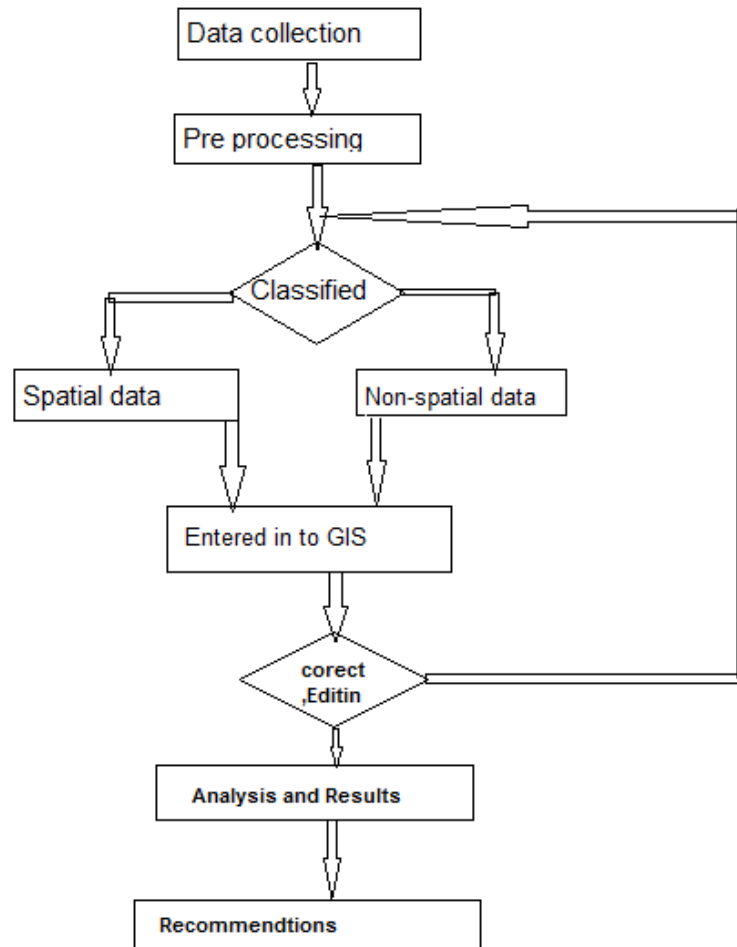 Data collection
Pre processing
Classified
Spatial data
Non-spatial data
Entered in to GIS
corect
,Editin
Analysis and Results
Recommendtions